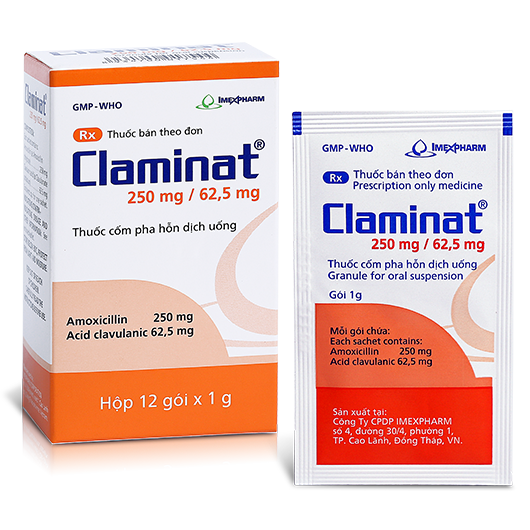 GMP-WHO
IMEXPHARM
Rx Thuốc bán theo đơn
Claminat®
250 mg / 62,5 mg
Thuốc cốm pha hỗn dịch uống
Amoxicillin 250 mg
Acid clavulanic 62,5 mg
Hộp 12 gói x 1 g
GMP-WHO
IMEXPHARM
Rx Thuốc bán theo đơn
Prescription only medicine
Claminat®
250 mg / 62,5 mg
Thuốc cốm pha hỗn dịch uống
Granule for oral suspension
Gói 1g
Mỗi gói chứa:
Each sachet contains:
Amoxicillin 250 mg
Acid clavulanic 62,5 mg
Sản xuất tại:
Công Ty CPDP IMEXPHARM
số 4, đường 30/4, phường 1,
TP. Cao Lãnh, Đồng Tháp, VN.